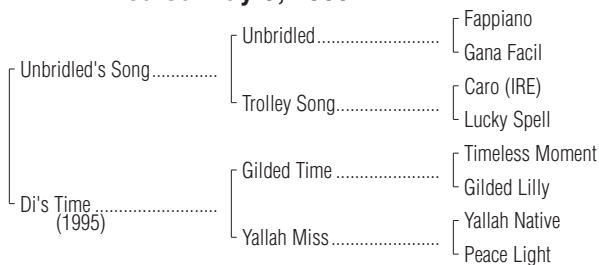 Fappiano
Unbridled........................
Gana Facil
Unbridled's Song..............
Caro (IRE)
Trolley Song.....................
Lucky Spell
Timeless Moment
Gilded Time .....................
Gilded Lilly
Di's Time .........................
(1995)
Yallah Native
Yallah Miss......................
Peace Light